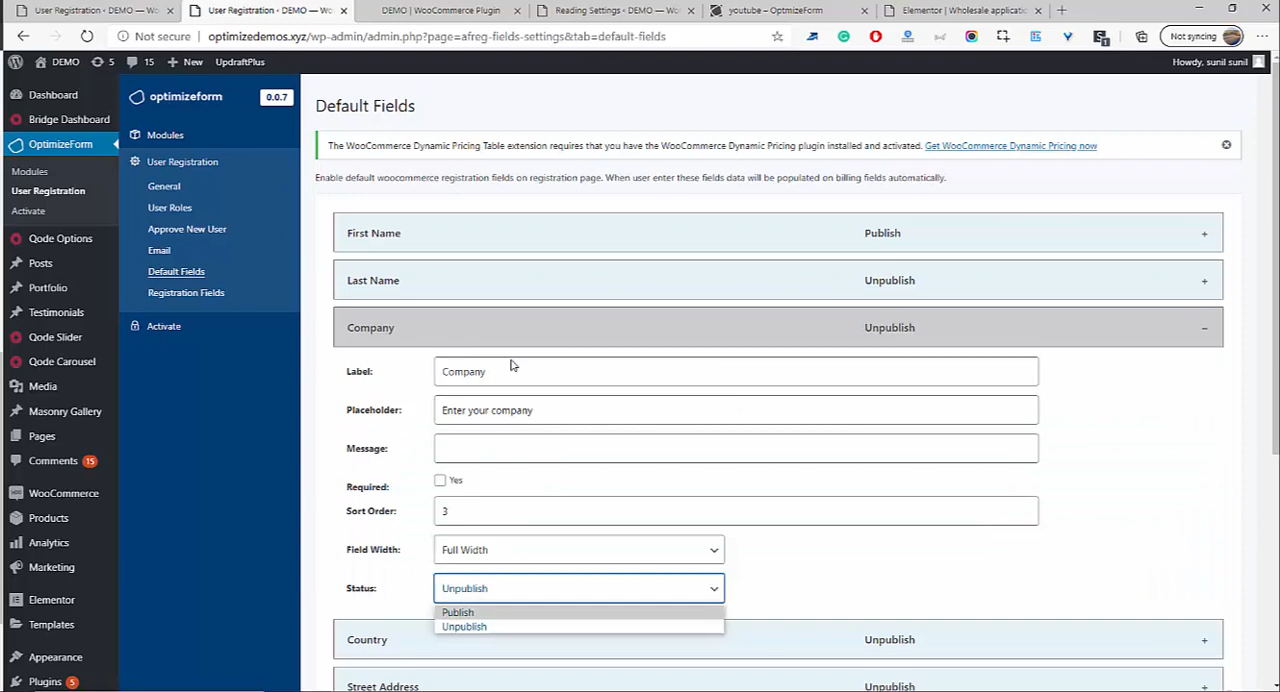 User Registration ‹ DEMO — Wo
User Registration ‹ DEMO — Wo
DEMO | WooCommerce Plugin
Reading Settings ‹ DEMO — Wo
youtube – OptmizeForm
Elementor | Wholesale applicati
Not secure
optimizedemos.xyz/wp-admin/admin.php?page=afreg-fields-settings&tab=default-fields
Not syncing
DEMO
5
15
New
UpdraftPlus
Howdy, sunil sunil
Dashboard
Bridge Dashboard
OptimizeForm
Modules
User Registration
Activate
Qode Options
Posts
Portfolio
Testimonials
Qode Slider
Qode Carousel
Media
Masonry Gallery
Pages
Comments 15
WooCommerce
Products
Analytics
Marketing
Elementor
Templates
Appearance
Plugins 5
optimizeform
0.0.7
Modules
User Registration
General
User Roles
Approve New User
Email
Default Fields
Registration Fields
Activate
Default Fields
The WooCommerce Dynamic Pricing Table extension requires that you have the WooCommerce Dynamic Pricing plugin installed and activated. Get WooCommerce Dynamic Pricing now
Enable default woocommerce registration fields on registration page. When user enter these fields data will be populated on billing fields automatically.
First Name Publish +
Last Name Unpublish +
Company Unpublish −
Label: Company
Placeholder: Enter your company
Message:
Required: Yes
Sort Order: 3
Field Width: Full Width
Status: Unpublish
Publish
Unpublish
Country Unpublish +
Street Address Unpublish +